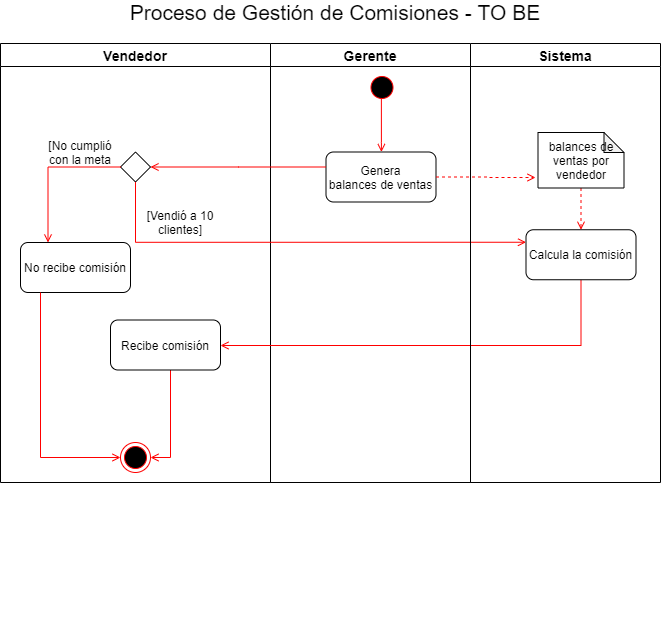 Proceso de Gestión de Comisiones - TO BE
Vendedor
Gerente
Sistema
[No cumplió
con la meta
Genera
balances de ventas
balances de
ventas por
vendedor
[Vendió a 10
clientes]
No recibe comisión
Calcula la comisión
Recibe comisión